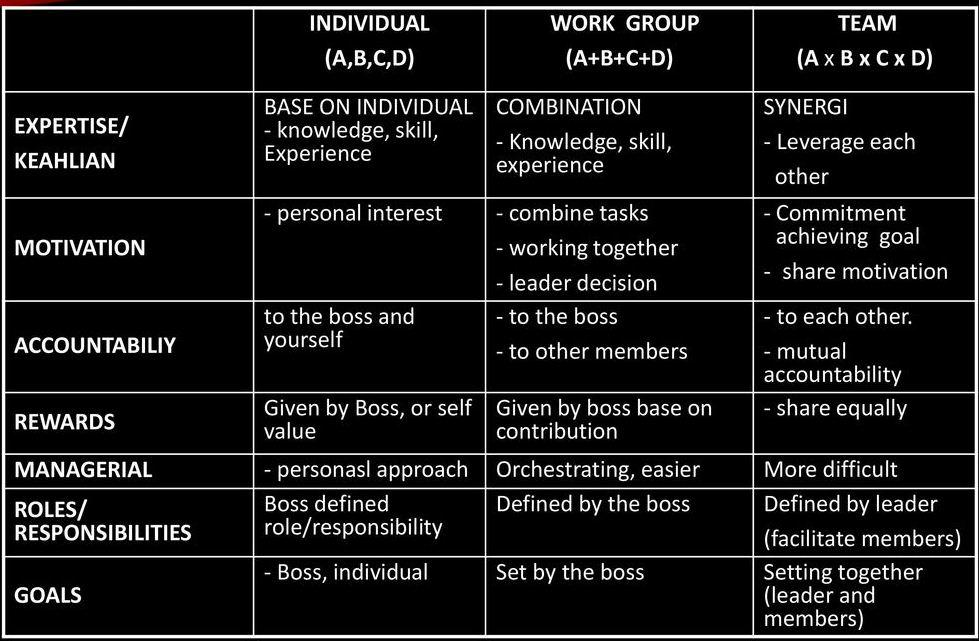 INDIVIDUAL
(A,B,C,D)
WORK GROUP
(A+B+C+D)
TEAM
(A x B x C x D)
EXPERTISE/
KEAHLIAN
BASE ON INDIVIDUAL
- knowledge, skill,
Experience
COMBINATION
- Knowledge, skill,
experience
SYNERGI
- Leverage each
other
MOTIVATION
- personal interest
- combine tasks
- working together
- leader decision
- Commitment
achieving goal
- share motivation
ACCOUNTABILIY
to the boss and
yourself
- to the boss
- to other members
- to each other.
- mutual
accountability
REWARDS
Given by Boss, or self
value
Given by boss base on
contribution
- share equally
MANAGERIAL
- personasl approach
Orchestrating, easier
More difficult
ROLES/
RESPONSIBILITIES
Boss defined
role/responsibility
Defined by the boss
Defined by leader
(facilitate members)
GOALS
- Boss, individual
Set by the boss
Setting together
(leader and
members)